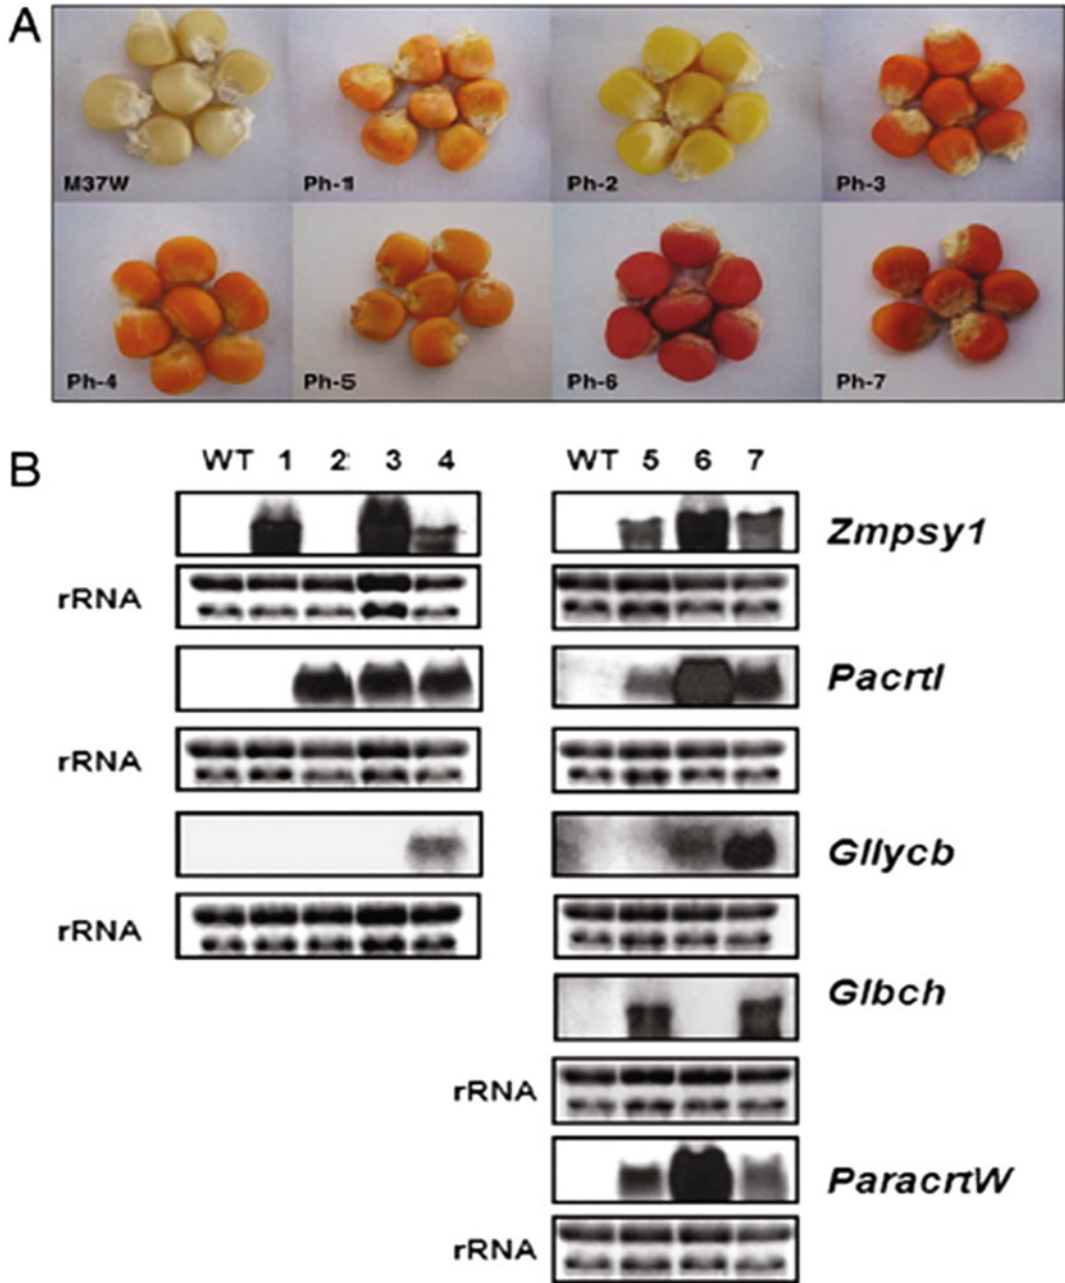 A
M37W
Ph-1
Ph-2
Ph-3
Ph-4
Ph-5
Ph-6
Ph-7
B
WT 1 2 3 4
WT 5 6 7
Zmpsy1
rRNA
PacrtI
rRNA
Gllycb
rRNA
Glbch
rRNA
ParacrtW
rRNA